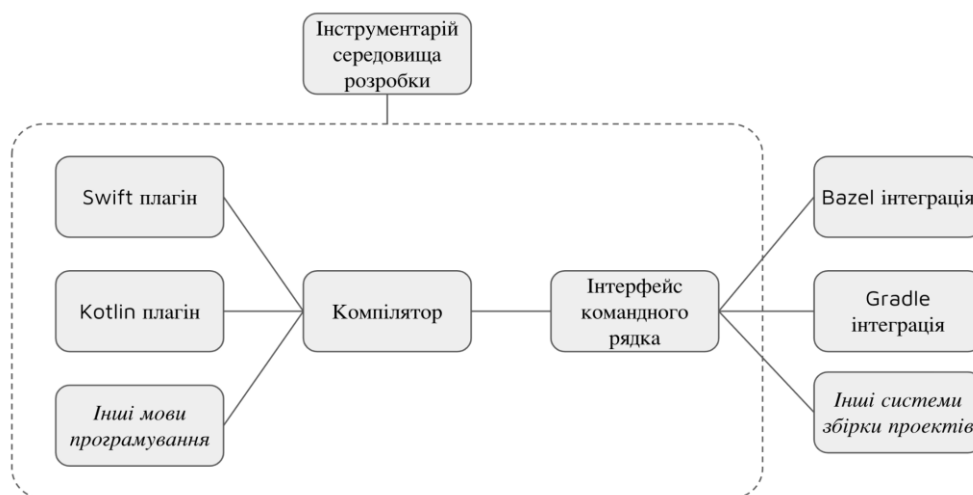 Інструментарій
середовища
розробки
Swift плагін
Bazel інтеграція
Kotlin плагін
Компілятор
Інтерфейс
командного
рядка
Gradle
інтеграція
Інші мови
програмування
Інші системи
збірки проектів